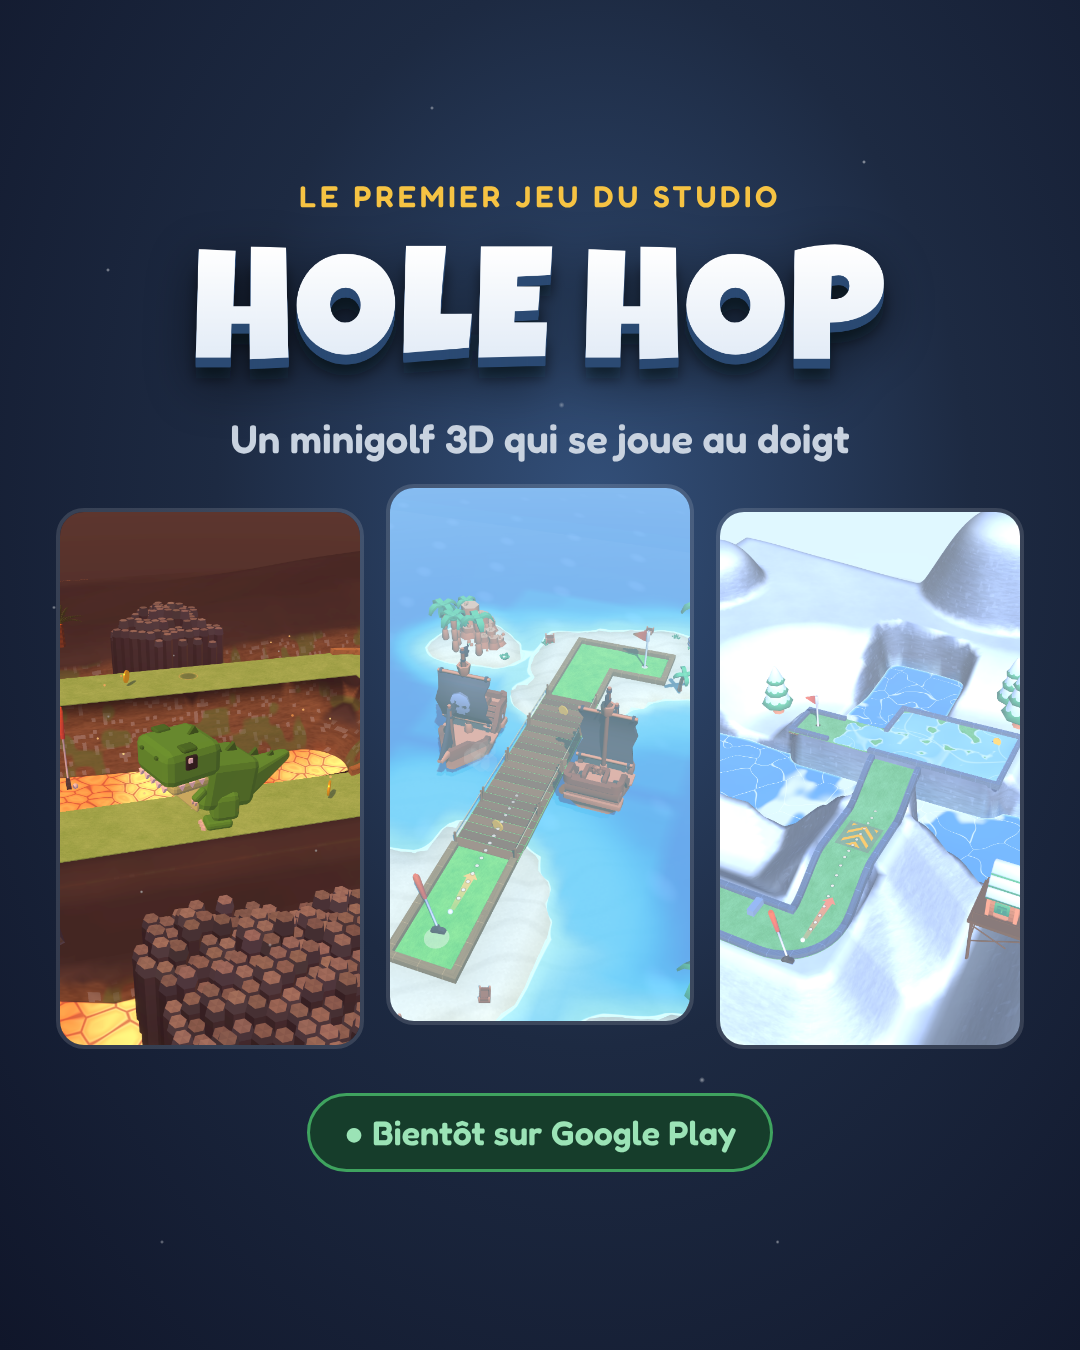 LE PREMIER JEU DU STUDIO
HOLE HOP
Un minigolf 3D qui se joue au doigt
• Bientôt sur Google Play